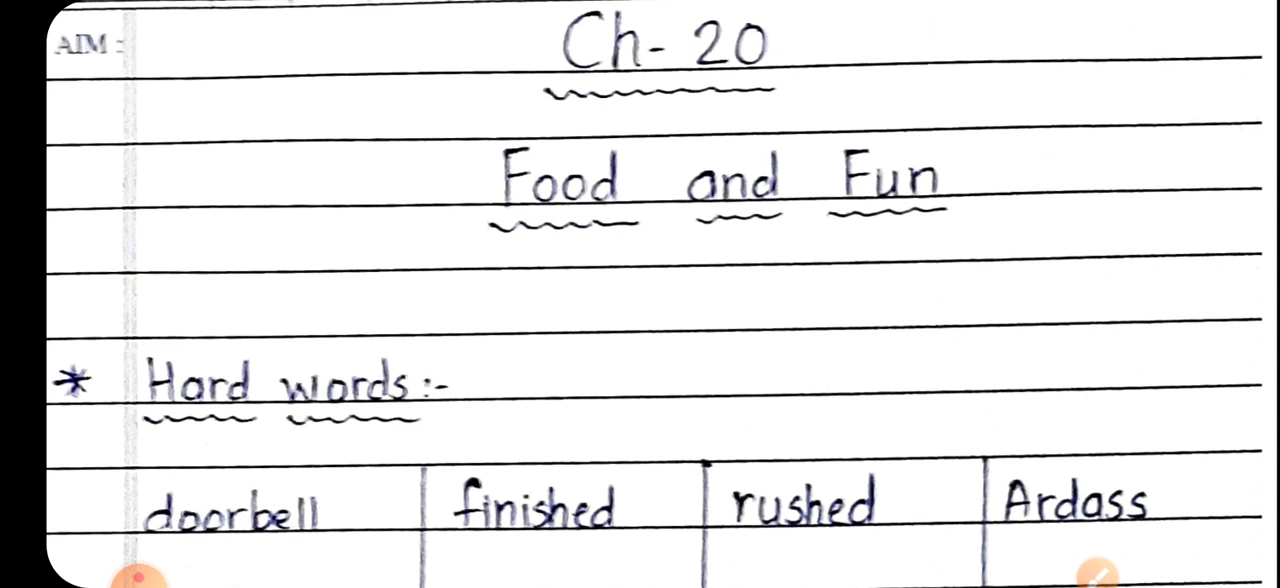 AIM :
Ch- 20
Food and Fun
* Hard words:-
doorbell finished rushed Ardass